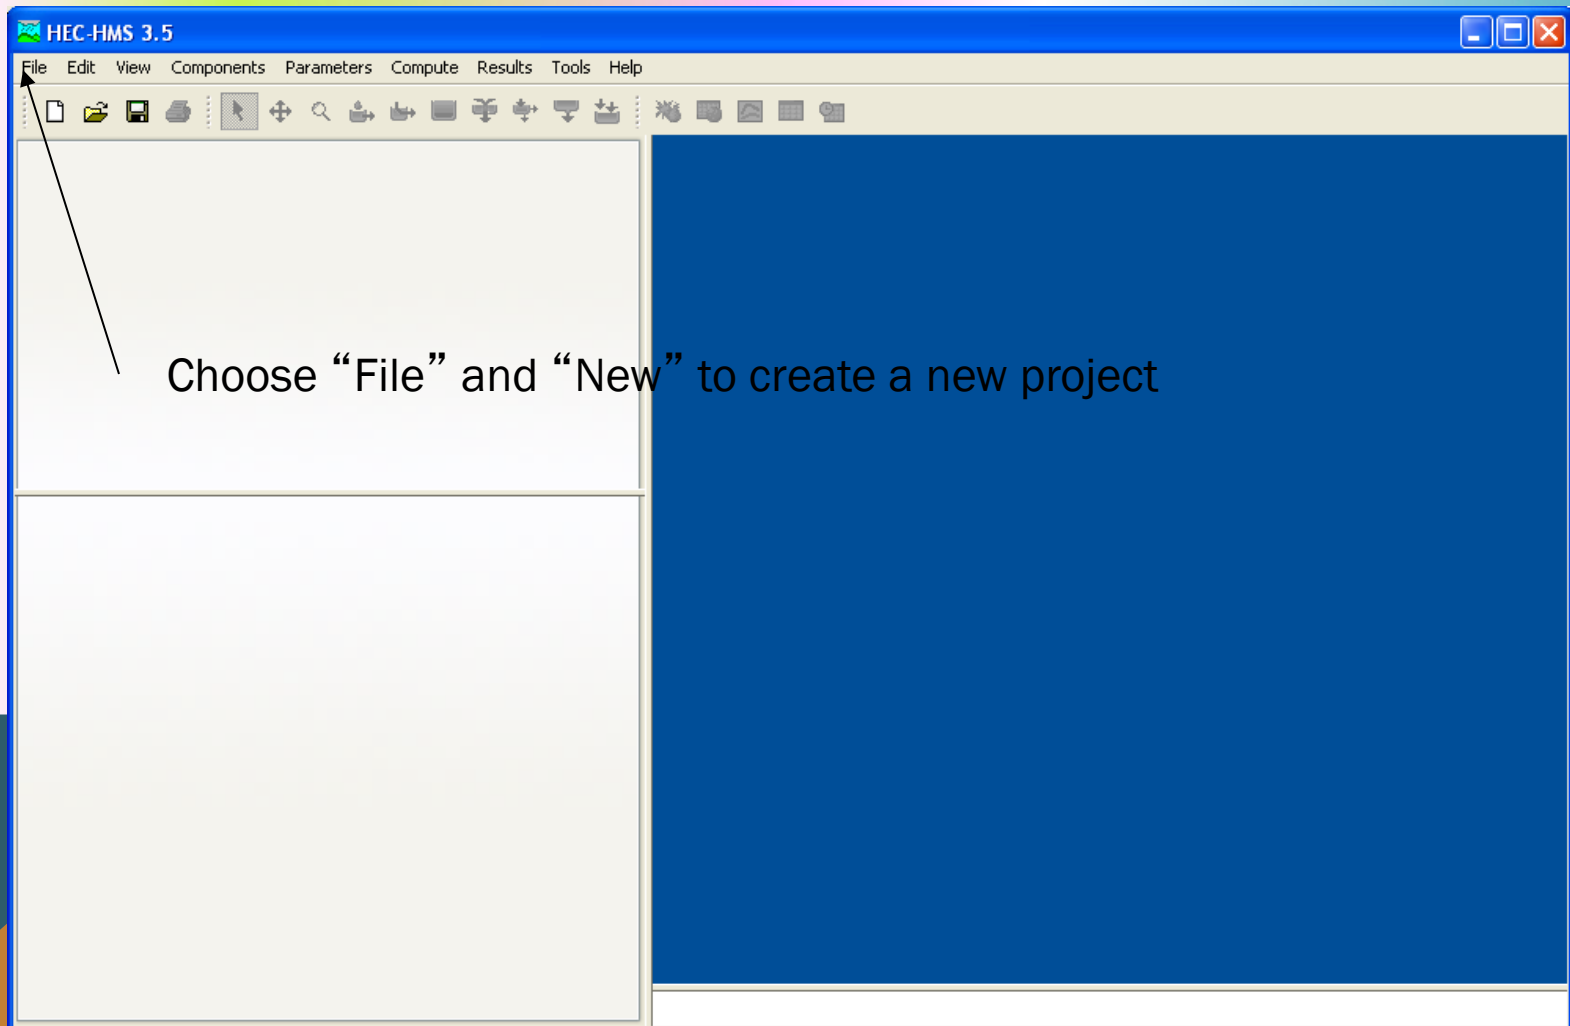 HEC-HMS 3.5
File Edit View Components Parameters Compute Results Tools Help
Choose “File” and “New” to create a new project